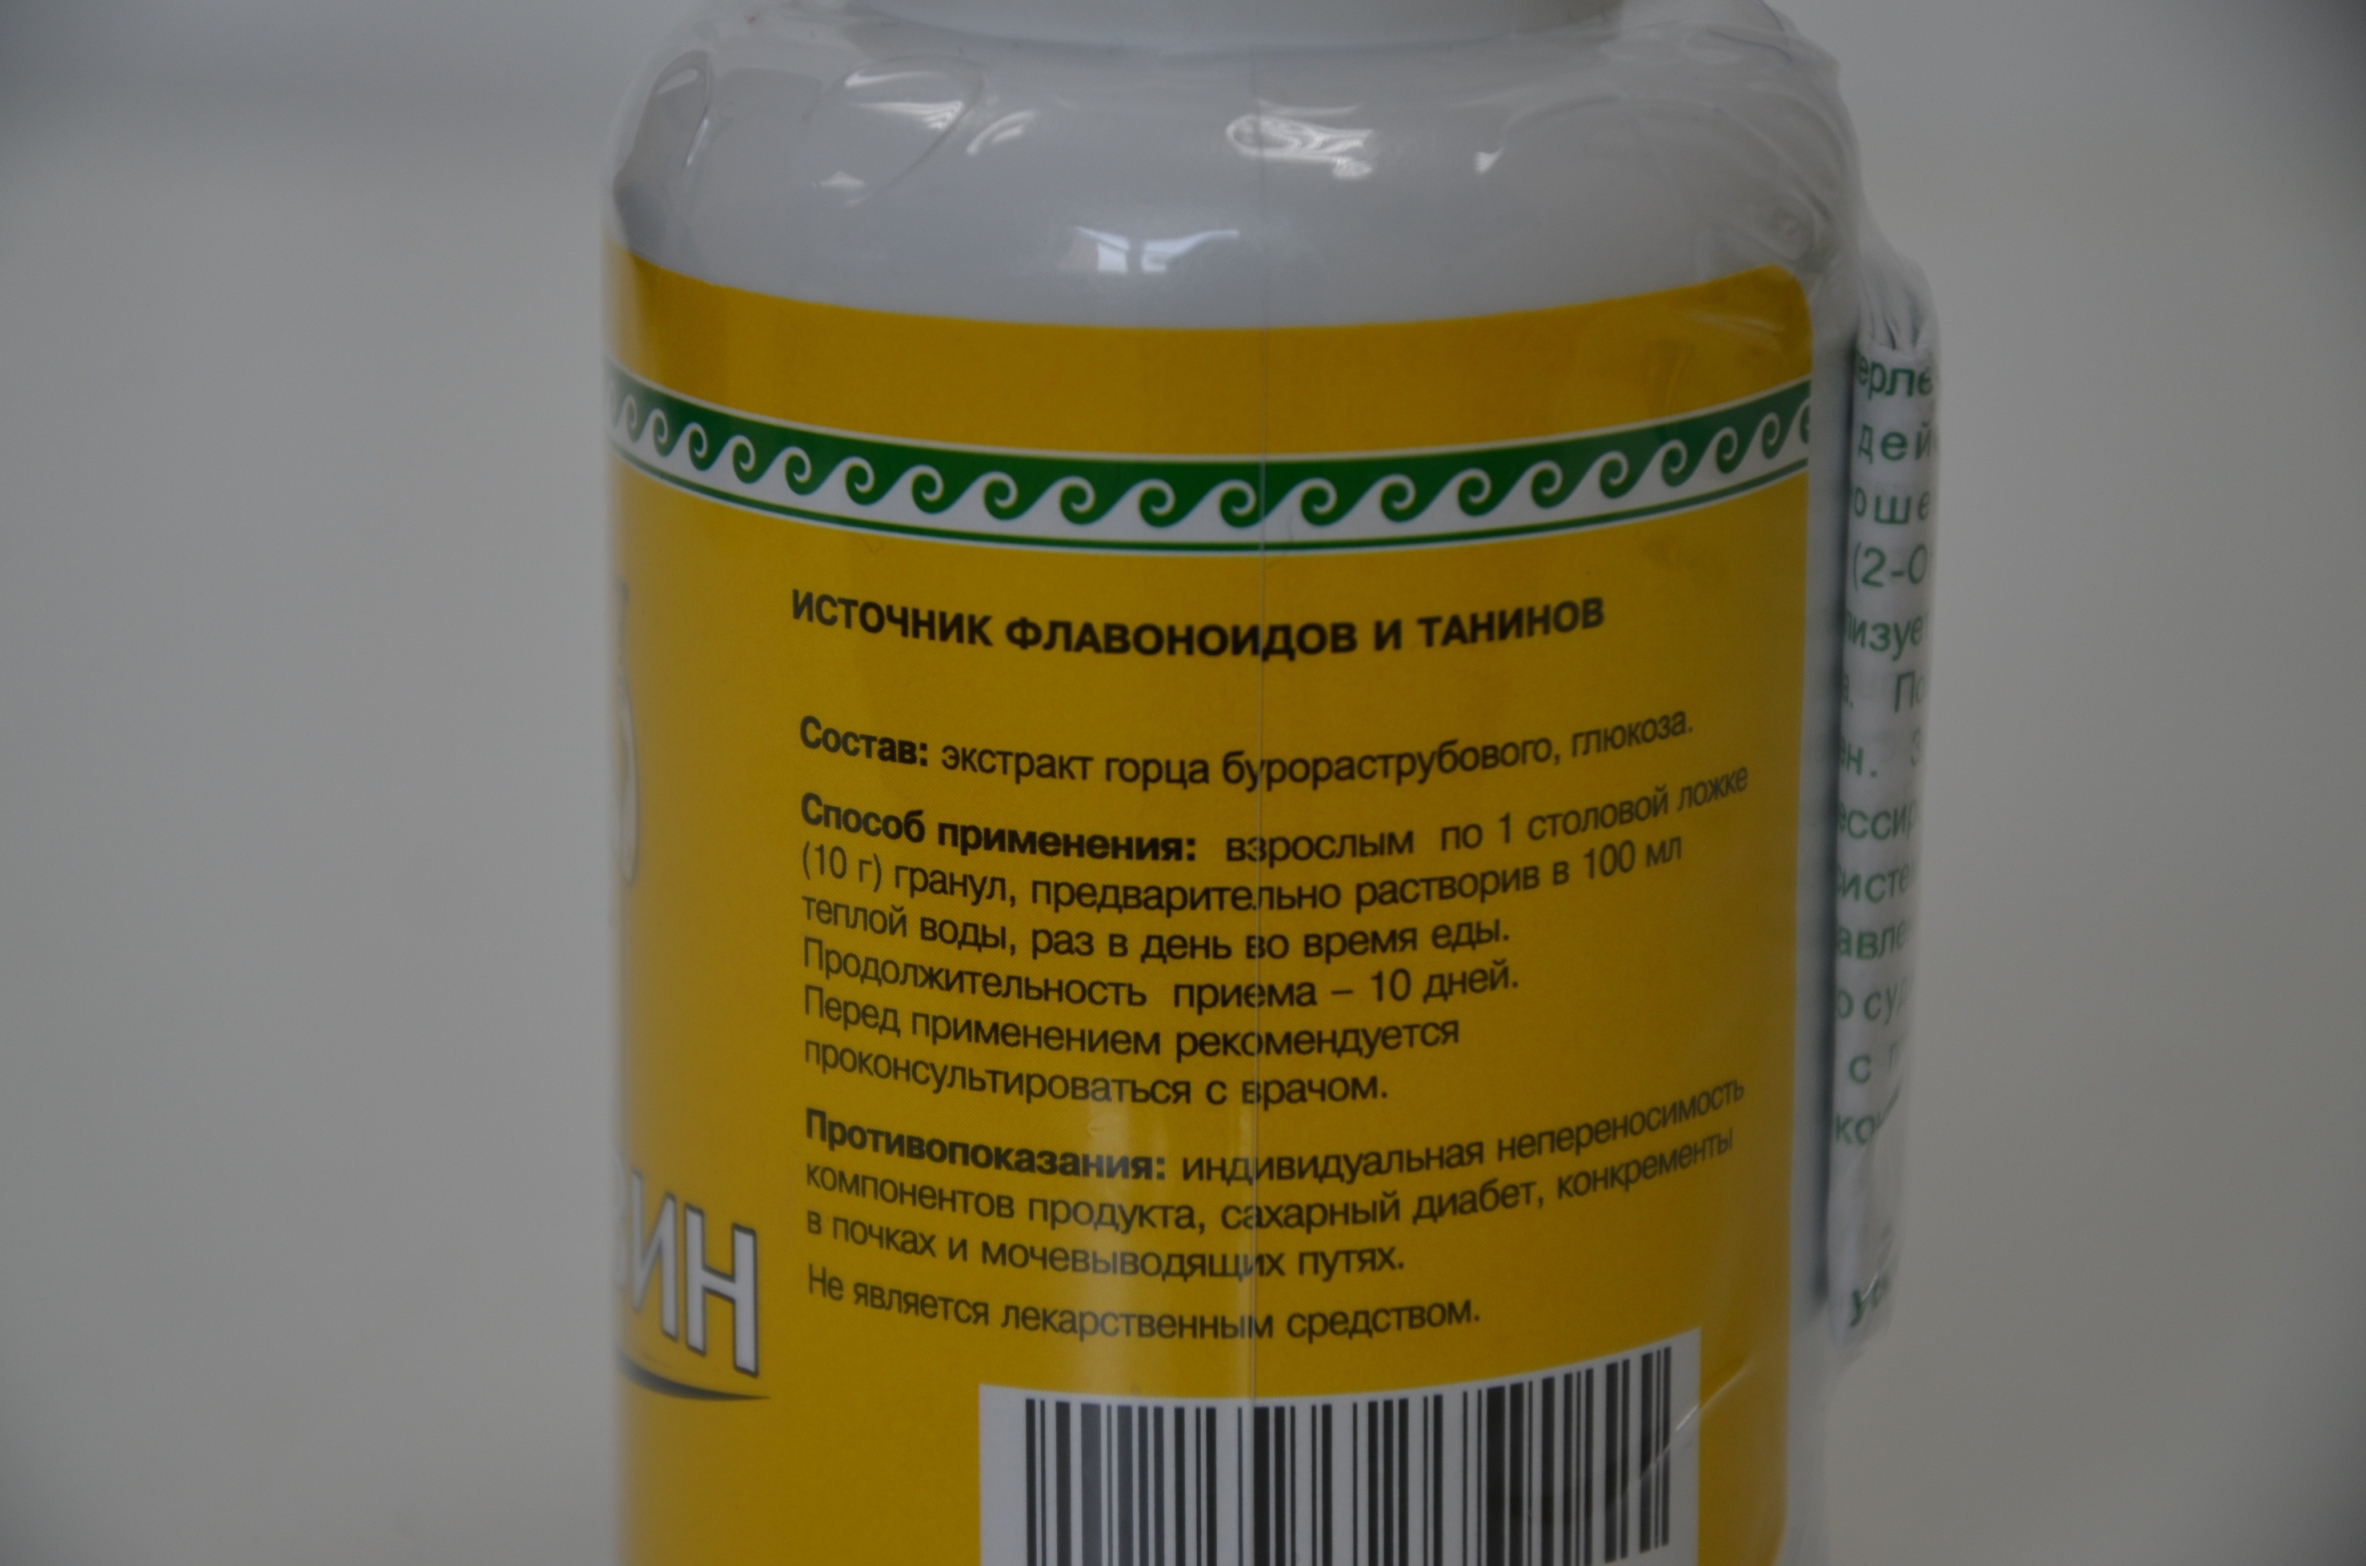 ИСТОЧНИК ФЛАВОНОИДОВ И ТАНИНОВ
Состав: экстракт горца бурораструбового, глюкоза.
Способ применения: взрослым по 1 столовой ложке
(10 г) гранул, предварительно растворив в 100 мл
теплой воды, раз в день во время еды.
Продолжительность приема – 10 дней.
Перед применением рекомендуется
проконсультироваться с врачом.
Противопоказания: индивидуальная непереносимость
компонентов продукта, сахарный диабет, конкременты
в почках и мочевыводящих путях.
Не является лекарственным средством.